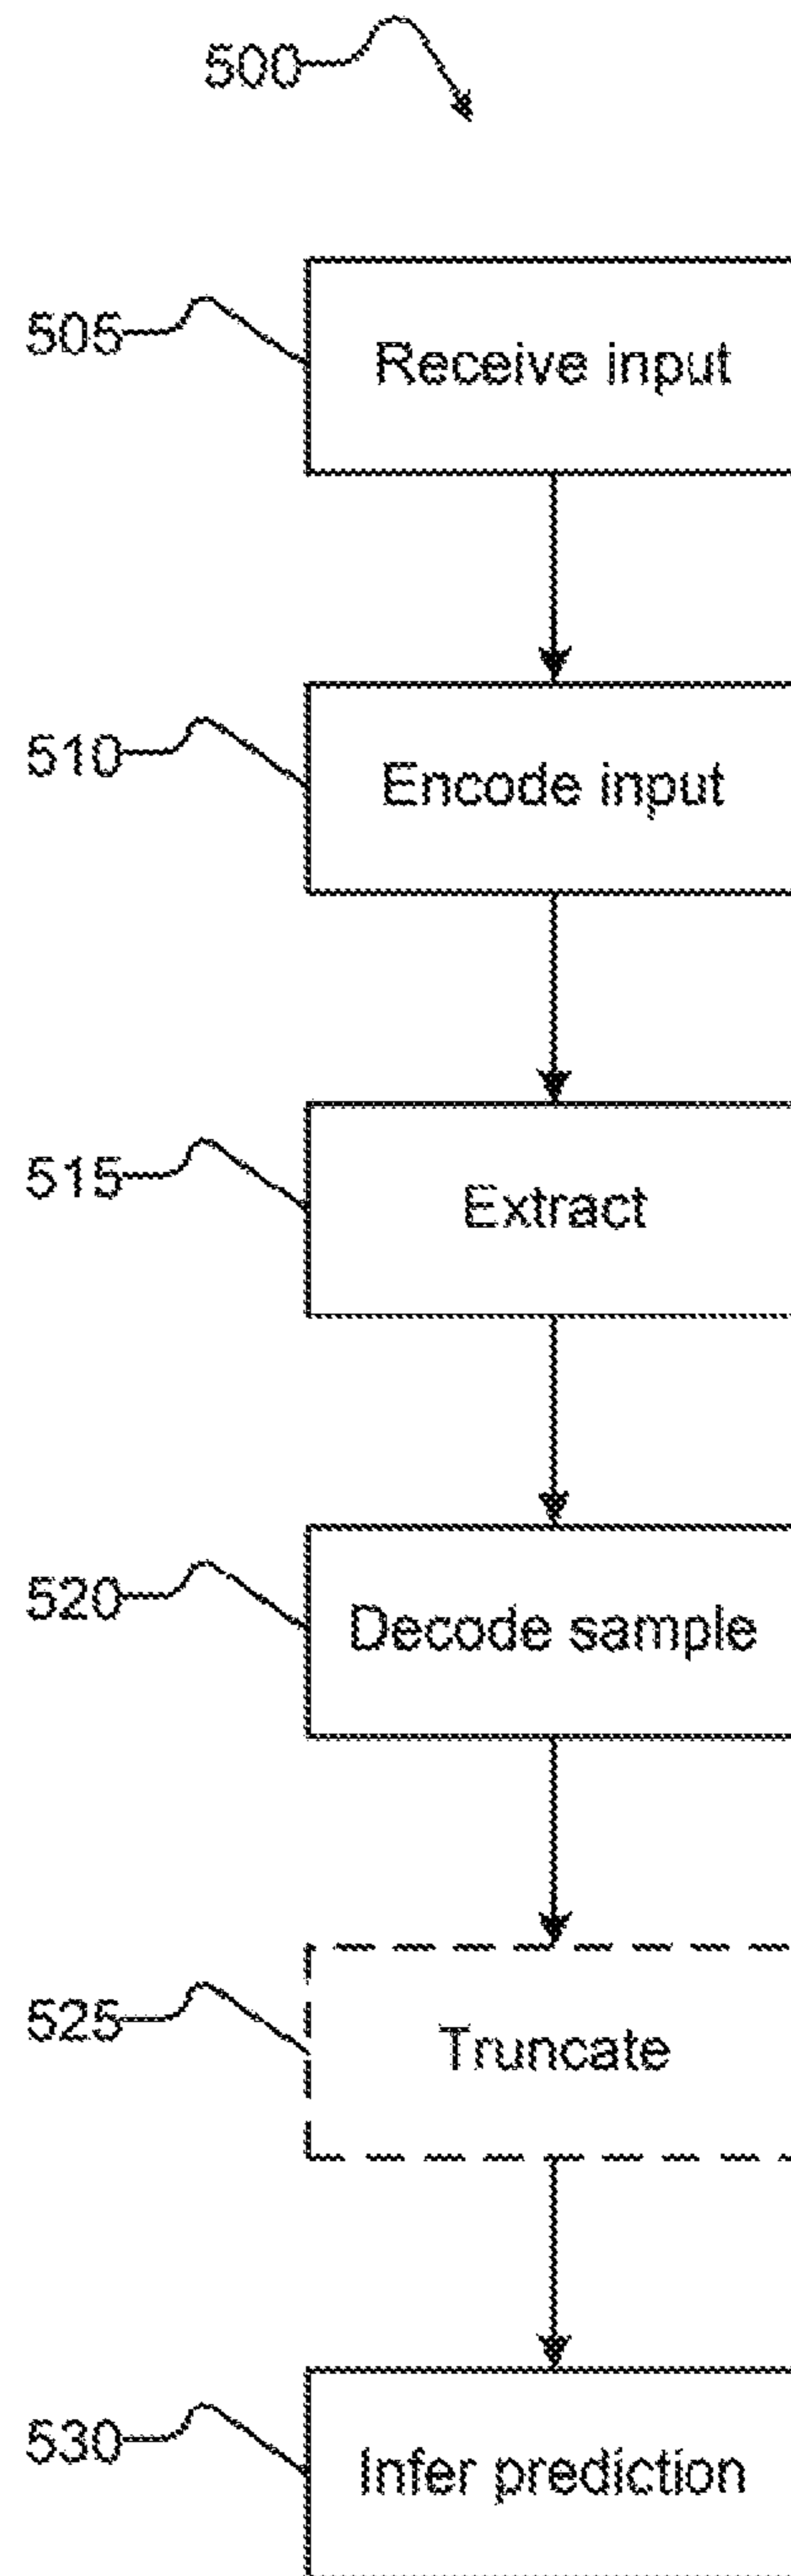 500
505
Receive input
510
Encode input
515
Extract
520
Decode sample
525
Truncate
530
Infer prediction